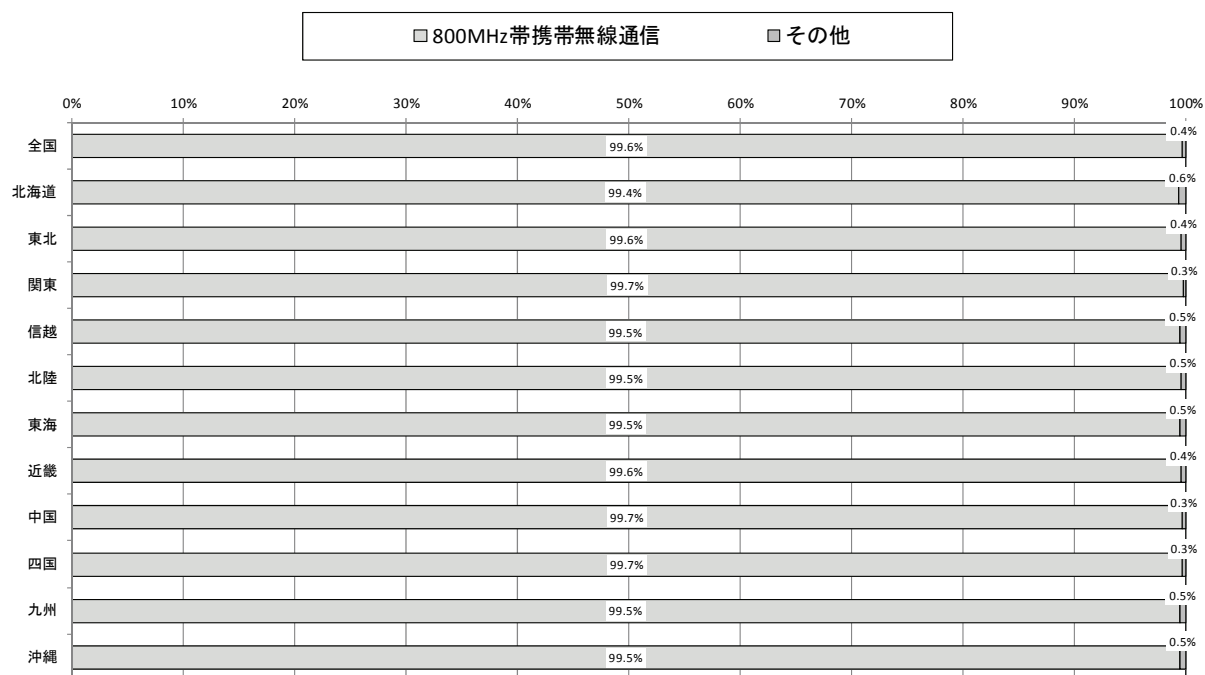 800MHz帯携帯無線通信 その他
0% 10% 20% 30% 40% 50% 60% 70% 80% 90% 100%
全国 99.6% 0.4%
北海道 99.4% 0.6%
東北 99.6% 0.4%
関東 99.7% 0.3%
信越 99.5% 0.5%
北陸 99.5% 0.5%
東海 99.5% 0.5%
近畿 99.6% 0.4%
中国 99.7% 0.3%
四国 99.7% 0.3%
九州 99.5% 0.5%
沖縄 99.5% 0.5%